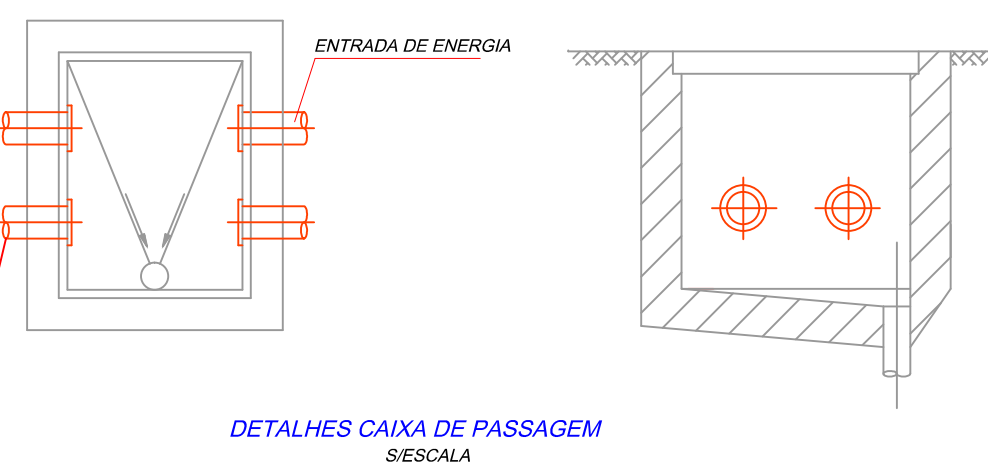 ENTRADA DE ENERGIA
DETALHES CAIXA DE PASSAGEM
S/ESCALA